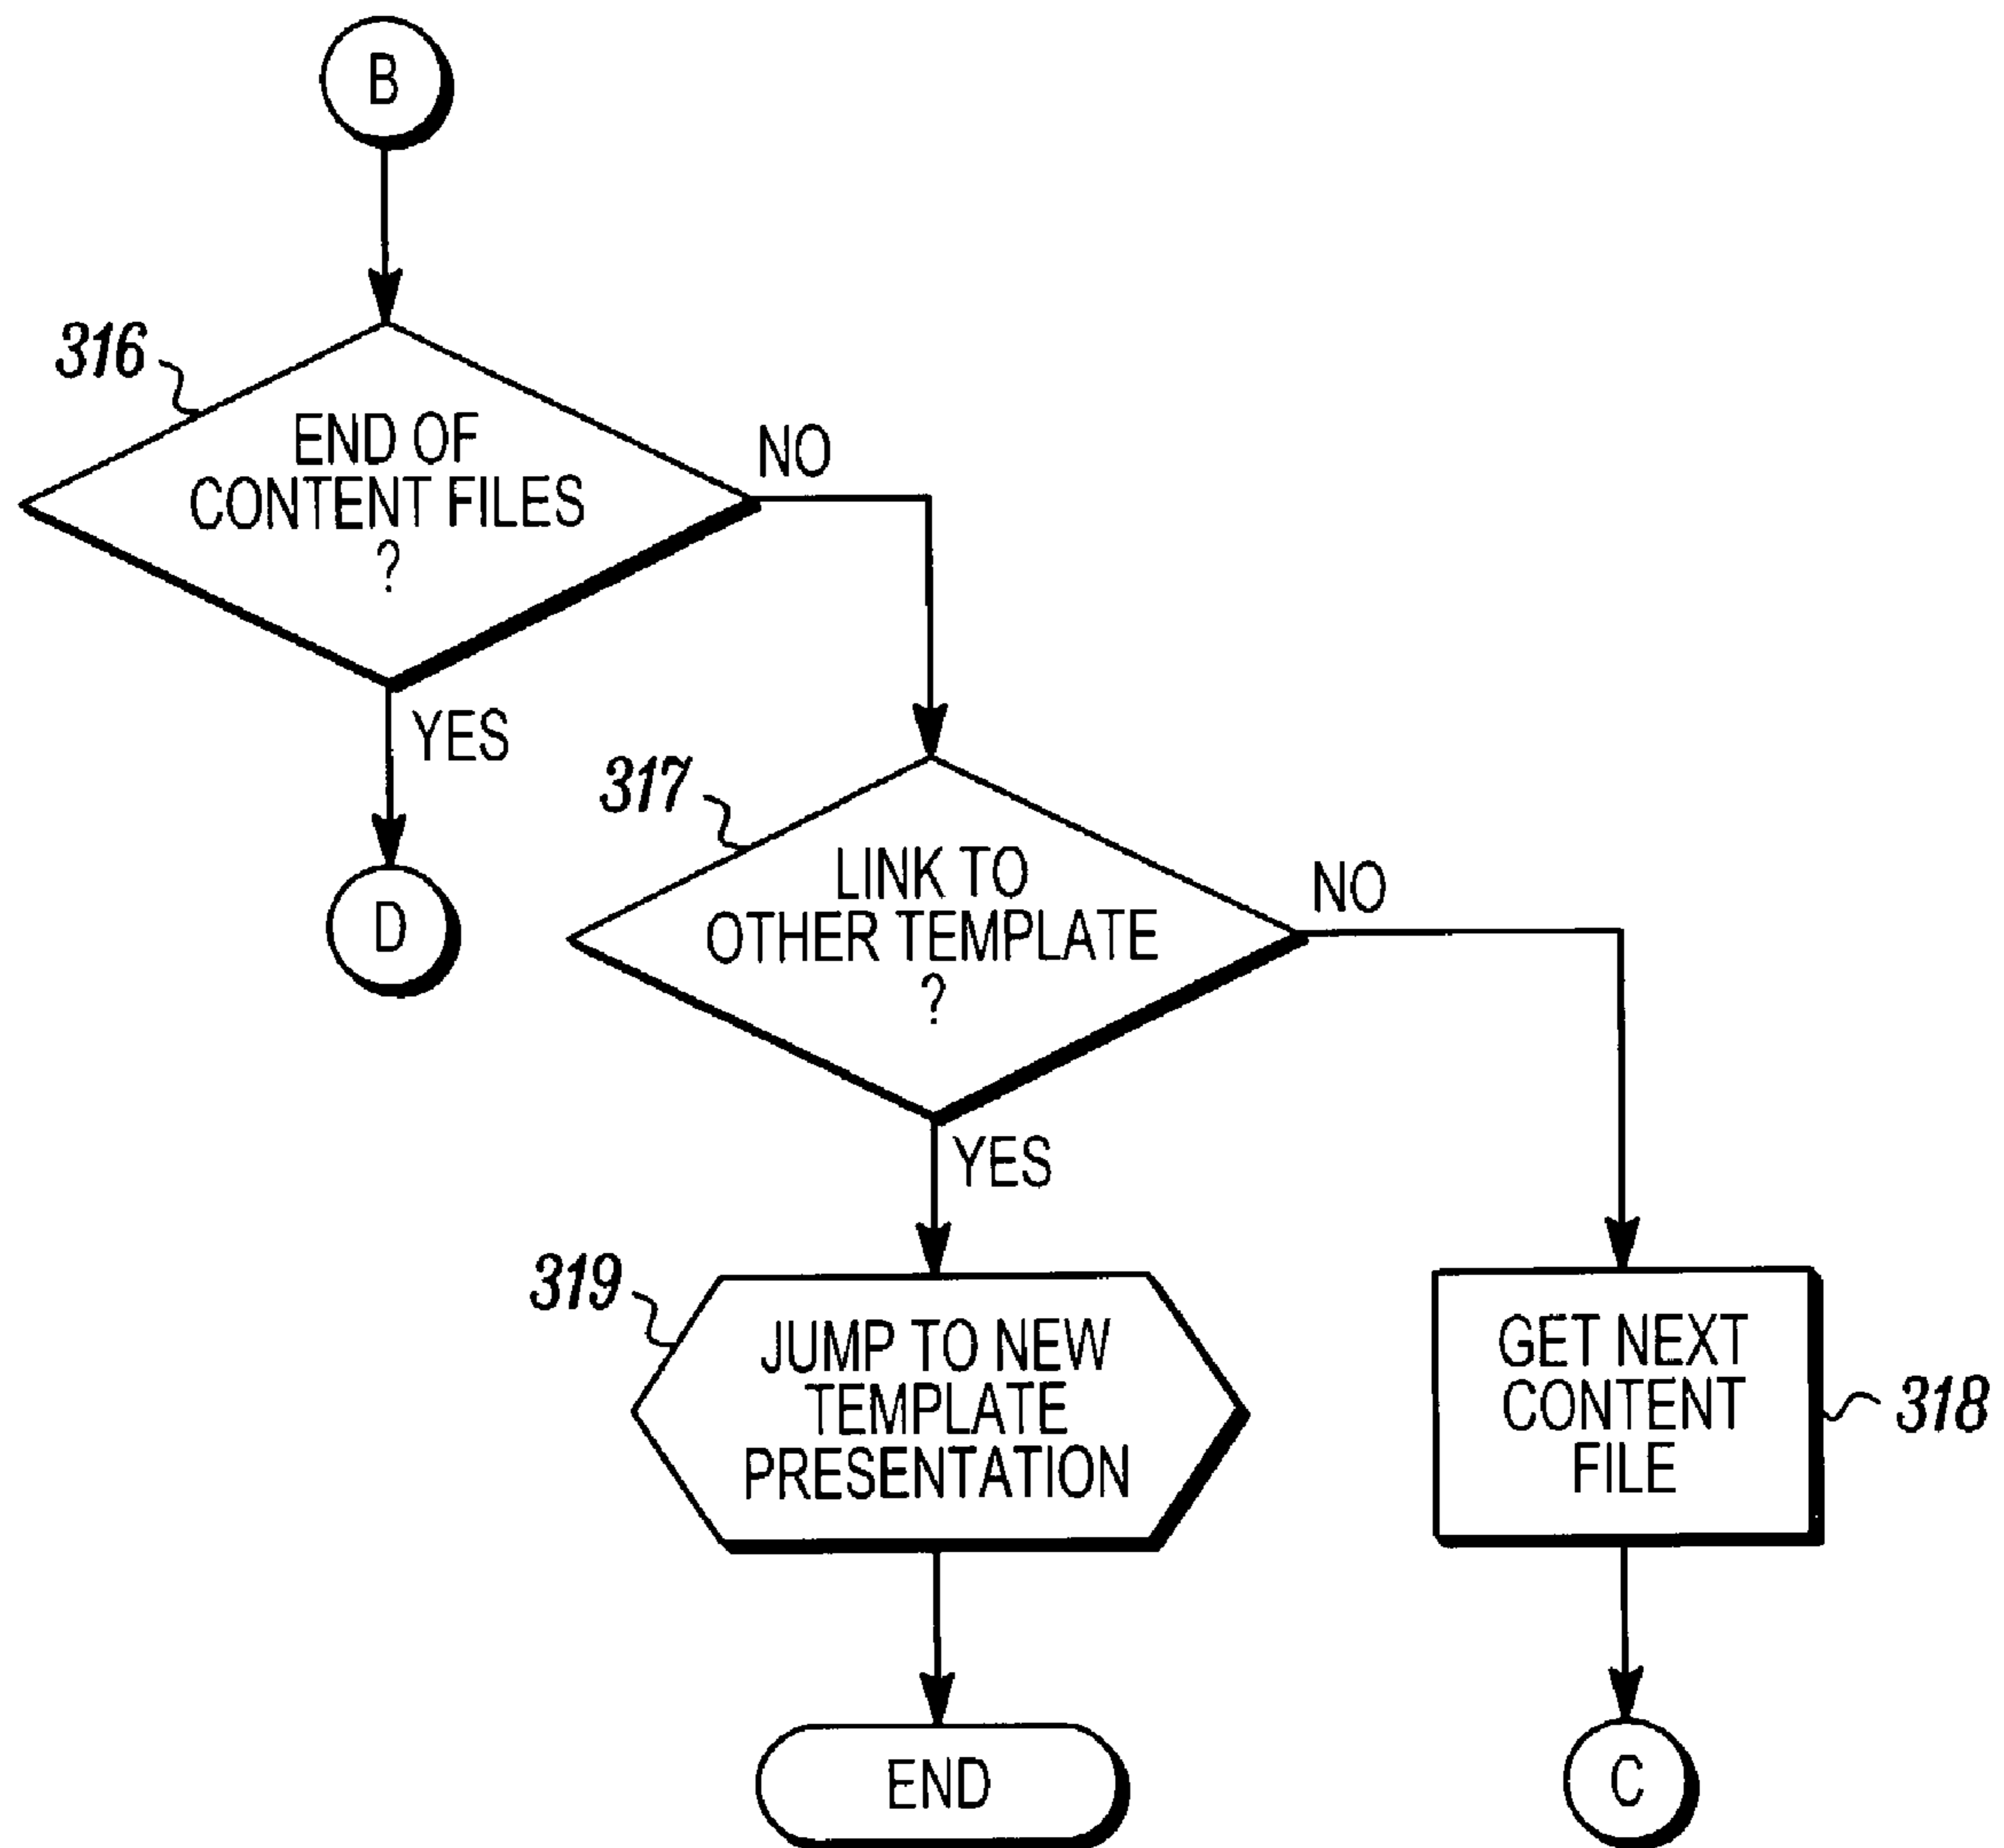 B
316
END OF
CONTENT FILES
?
NO
YES
D
317
LINK TO
OTHER TEMPLATE
?
NO
YES
319
JUMP TO NEW
TEMPLATE
PRESENTATION
GET NEXT
CONTENT
FILE
318
END
C